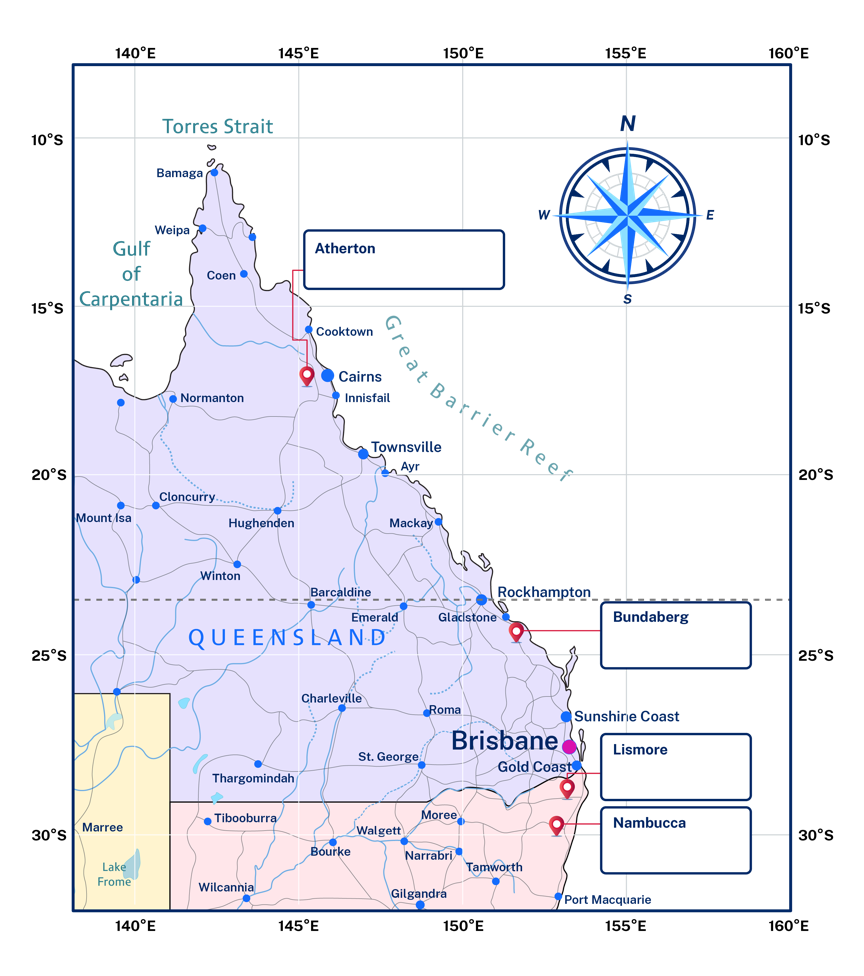 140°E 145°E 150°E 155°E 160°E
N
Torres Strait
10°S 10°S
Bamaga
W E
S
Weipa
Gulf
of
Carpentaria
Atherton
Coen
15°S 15°S
Cooktown
Great Barrier Reef
Cairns
Innisfail
Normanton
Townsville
Ayr
20°S 20°S
Cloncurry
Mount Isa
Hughenden
Mackay
Winton
Barcaldine
Rockhampton
Emerald
Gladstone
Bundaberg
QUEENSLAND
25°S 25°S
Charleville
Roma
Sunshine Coast
Brisbane
Lismore
St. George
Gold Coast
Thargomindah
Tibooburra
Moree
Nambucca
Marree
Walgett
30°S 30°S
Bourke
Narrabri
Lake
Frome
Tamworth
Wilcannia
Gilgandra
Port Macquarie
140°E 145°E 150°E 155°E 160°E